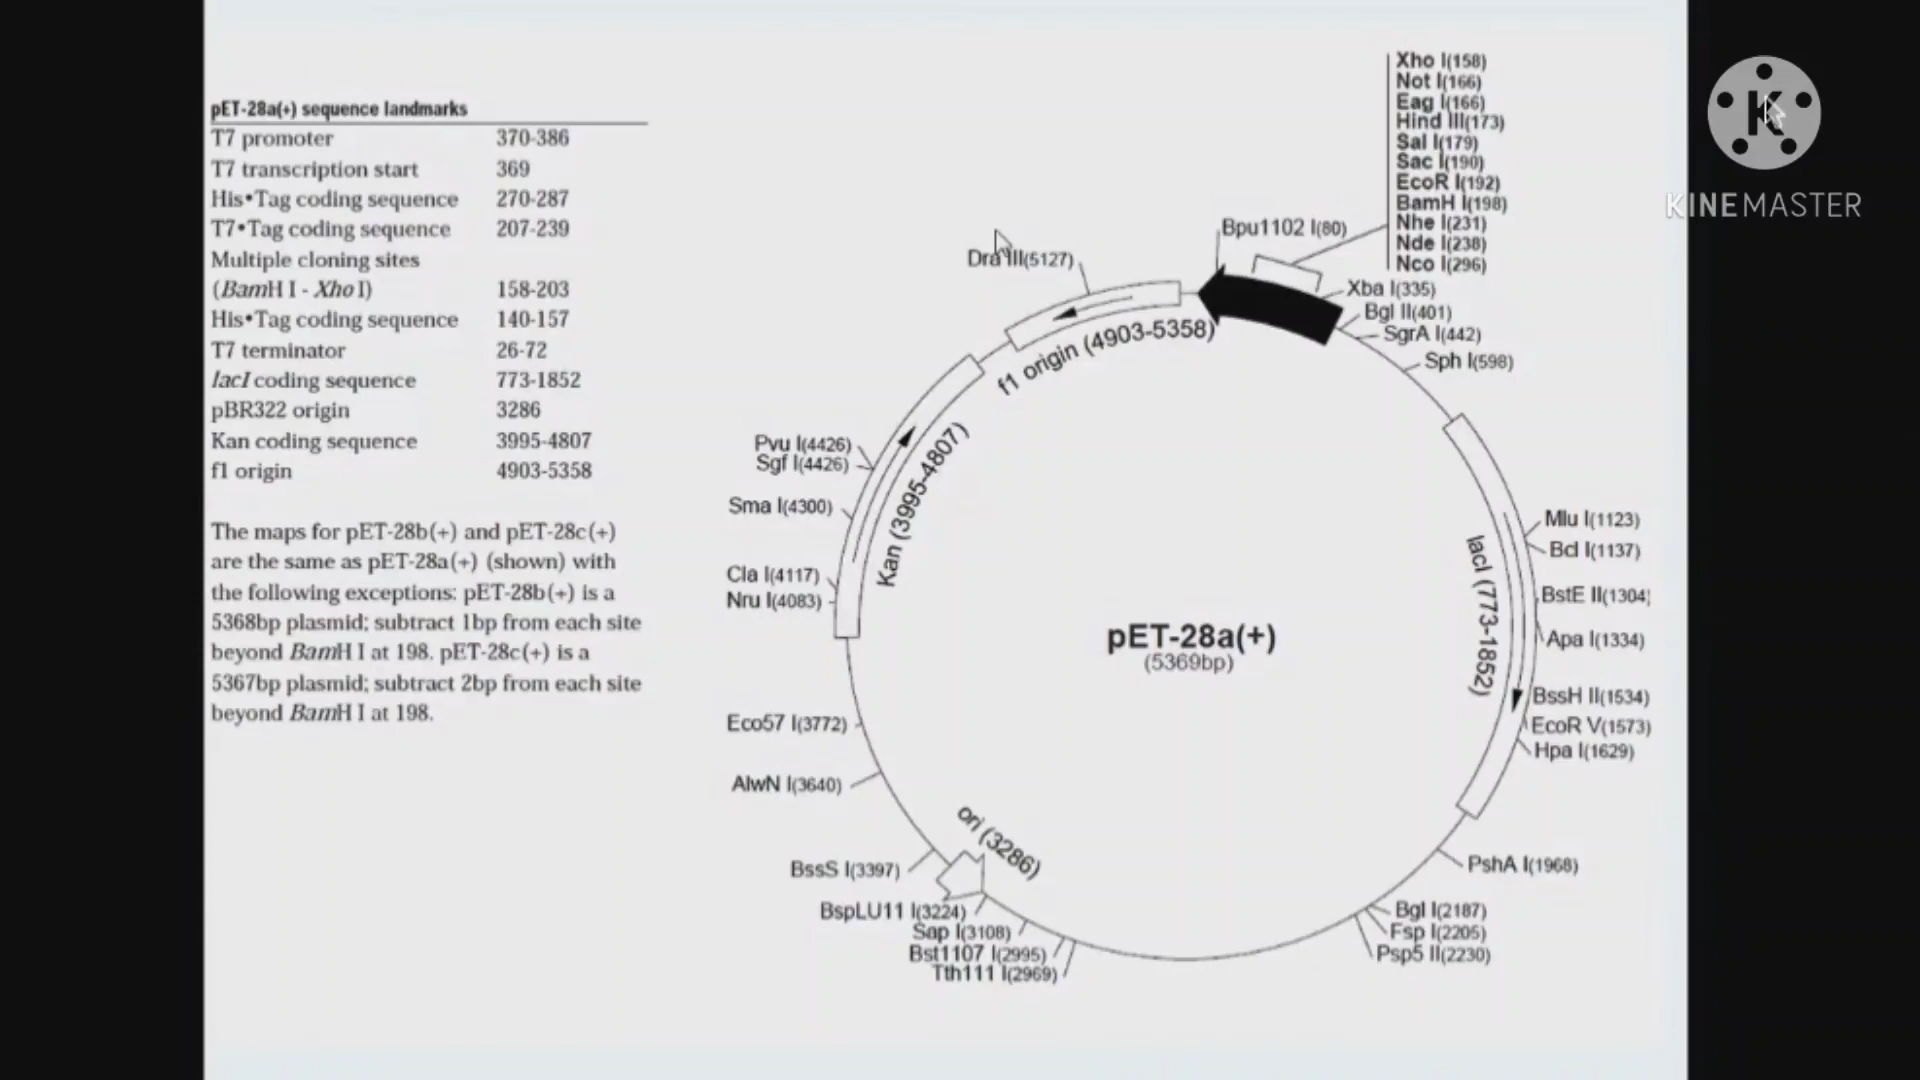 pET-28a(+) sequence landmarks
T7 promoter 370-386
T7 transcription start 369
His•Tag coding sequence 270-287
T7•Tag coding sequence 207-239
Multiple cloning sites
(BamH I - Xho I) 158-203
His•Tag coding sequence 140-157
T7 terminator 26-72
lacI coding sequence 773-1852
pBR322 origin 3286
Kan coding sequence 3995-4807
f1 origin 4903-5358
The maps for pET-28b(+) and pET-28c(+)
are the same as pET-28a(+) (shown) with
the following exceptions: pET-28b(+) is a
5368bp plasmid; subtract 1bp from each site
beyond BamH I at 198. pET-28c(+) is a
5367bp plasmid; subtract 2bp from each site
beyond BamH I at 198.
Xho I(158)
Not I(166)
Eag I(166)
Hind III(173)
Sal I(179)
Sac I(190)
EcoR I(192)
BamH I(198)
Nhe I(231)
Nde I(238)
Nco I(296)
Bpu1102 I(80)
Dra III(5127)
Xba I(335)
Bgl II(401)
SgrA I(442)
Sph I(598)
f1 origin (4903-5358)
Pvu I(4426)
Sgf I(4426)
Sma I(4300)
Kan (3995-4807)
Cla I(4117)
Nru I(4083)
Mlu I(1123)
Bcl I(1137)
BstE II(1304)
Apa I(1334)
lacI (773-1852)
BssH II(1534)
EcoR V(1573)
Hpa I(1629)
pET-28a(+)
(5369bp)
Eco57 I(3772)
AlwN I(3640)
ori (3286)
BssS I(3397)
BspLU11 I(3224)
Sap I(3108)
Bst1107 I(2995)
Tth111 I(2969)
PshA I(1968)
Bgl I(2187)
Fsp I(2205)
Psp5 II(2230)
K
KINEMASTER